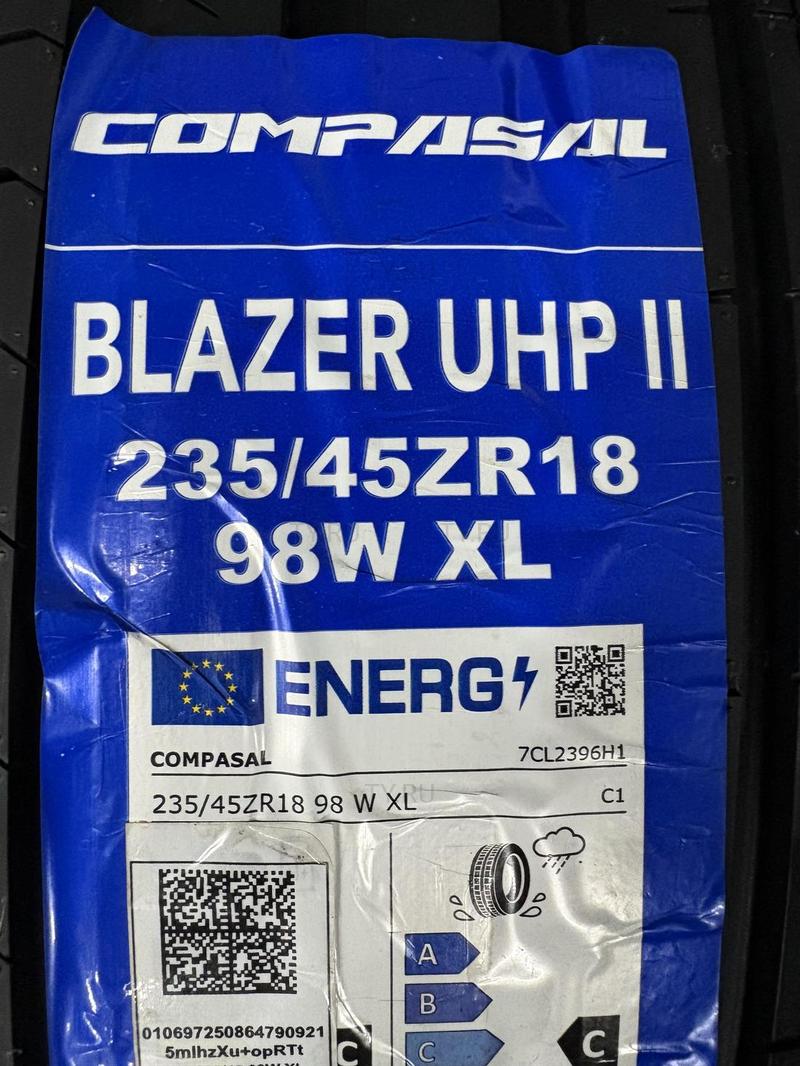 COMPASAL
BLAZER UHP II
235/45ZR18
98W XL
ENERG
COMPASAL 7CL2396H1
235/45ZR18 98 W XL C1
A
B
C
C
C
010697250864790921
5mlhzXu+opRTt